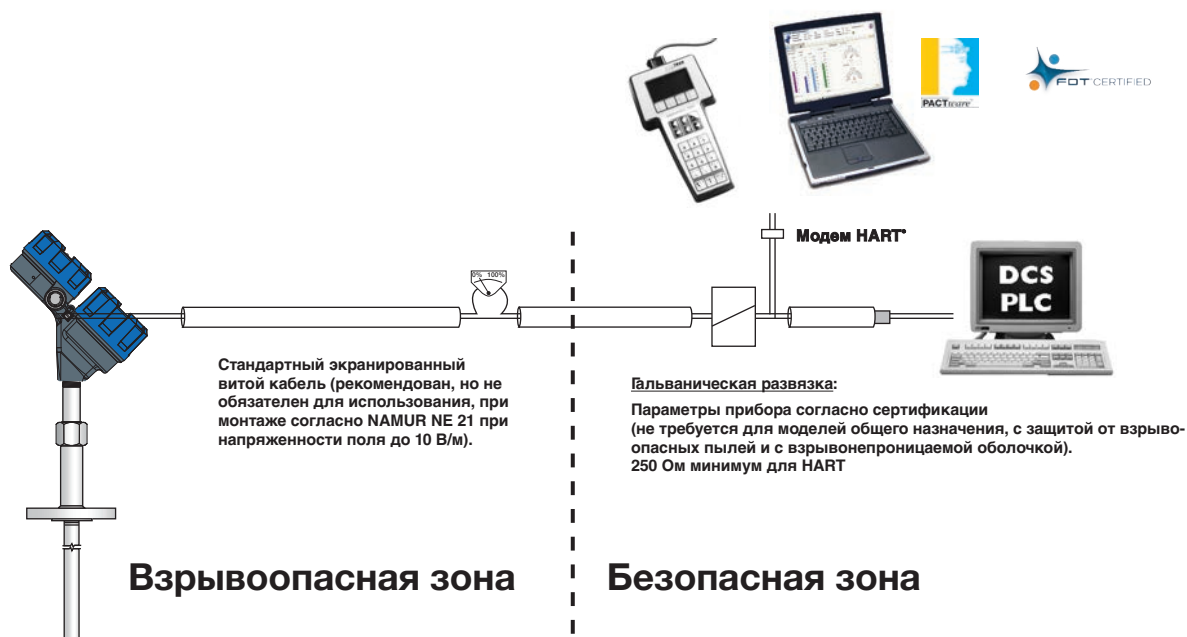 PACTware
FDT CERTIFIED
Модем HART*
0% 100%
DCS
PLC
Стандартный экранированный
витой кабель (рекомендован, но не
обязателен для использования, при
монтаже согласно NAMUR NE 21 при
напряженности поля до 10 В/м).
Гальваническая развязка:
Параметры прибора согласно сертификации
(не требуется для моделей общего назначения, с защитой от взрыво-
опасных пылей и с взрывонепроницаемой оболочкой).
250 Ом минимум для HART
Взрывоопасная зона
Безопасная зона